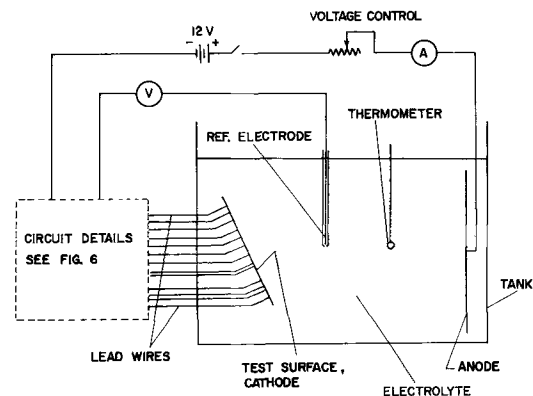 VOLTAGE CONTROL
12 V
- +
A
V
THERMOMETER
REF. ELECTRODE
CIRCUIT DETAILS
SEE FIG. 6
TANK
LEAD WIRES
TEST SURFACE,
CATHODE
ANODE
ELECTROLYTE